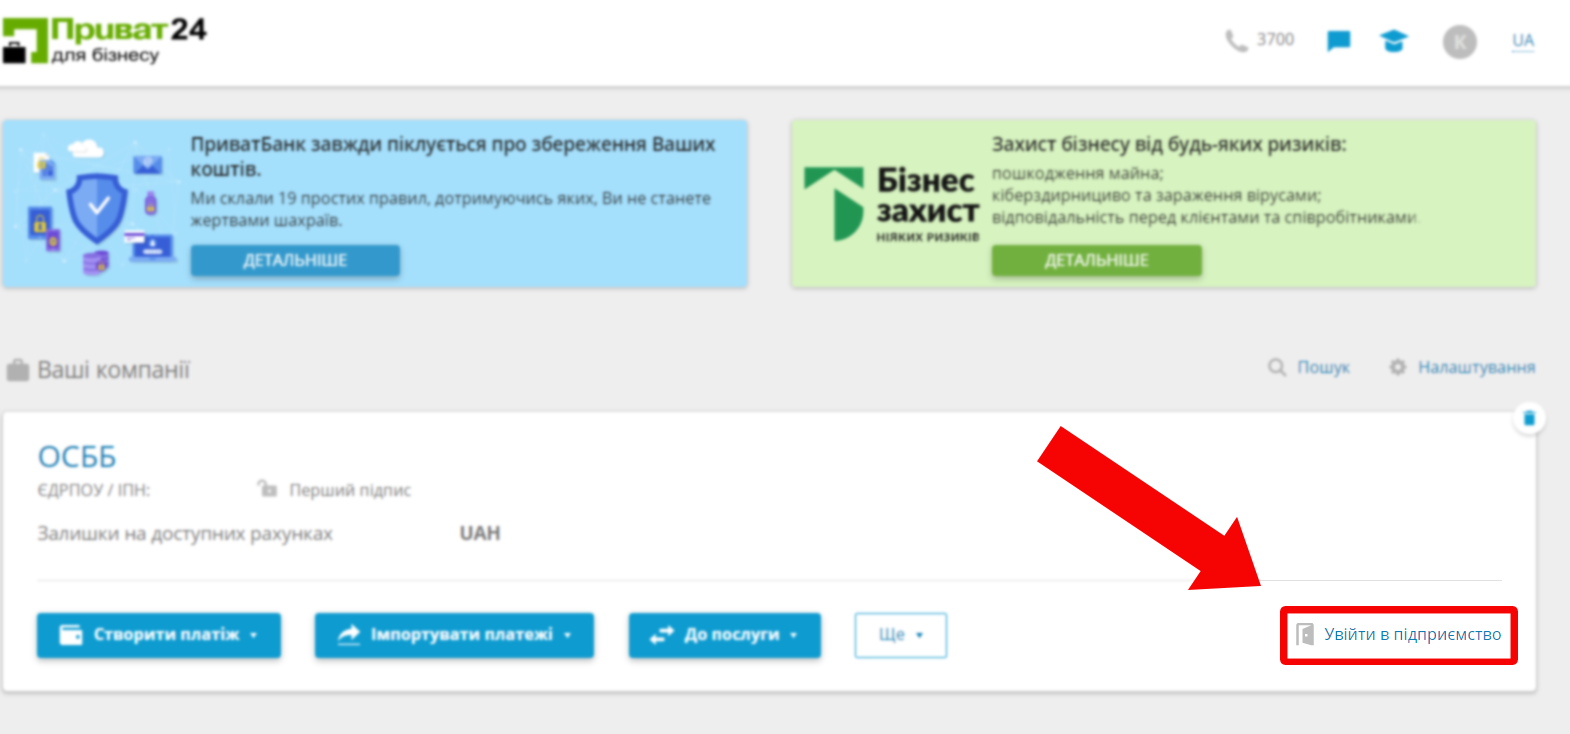 Приват24
для бізнесу
3700
К
UA
ПриватБанк завжди піклується про збереження Ваших
коштів.
Ми склали 19 простих правил, дотримуючись яких, Ви не станете
жертвами шахраїв.
ДЕТАЛЬНІШЕ
Бізнес
захист
НІЯКИХ РИЗИКІВ
Захист бізнесу від будь-яких ризиків:
пошкодження майна;
кіберздирнициво та зараження вірусами;
відповідальність перед клієнтами та співробітниками.
ДЕТАЛЬНІШЕ
Ваші компанії
Пошук
Налаштування
ОСББ
ЄДРПОУ / ІПН:
Перший підпис
Залишки на доступних рахунках
UAH
Створити платіж
Імпортувати платежі
До послуги
Ще
Увійти в підприємство